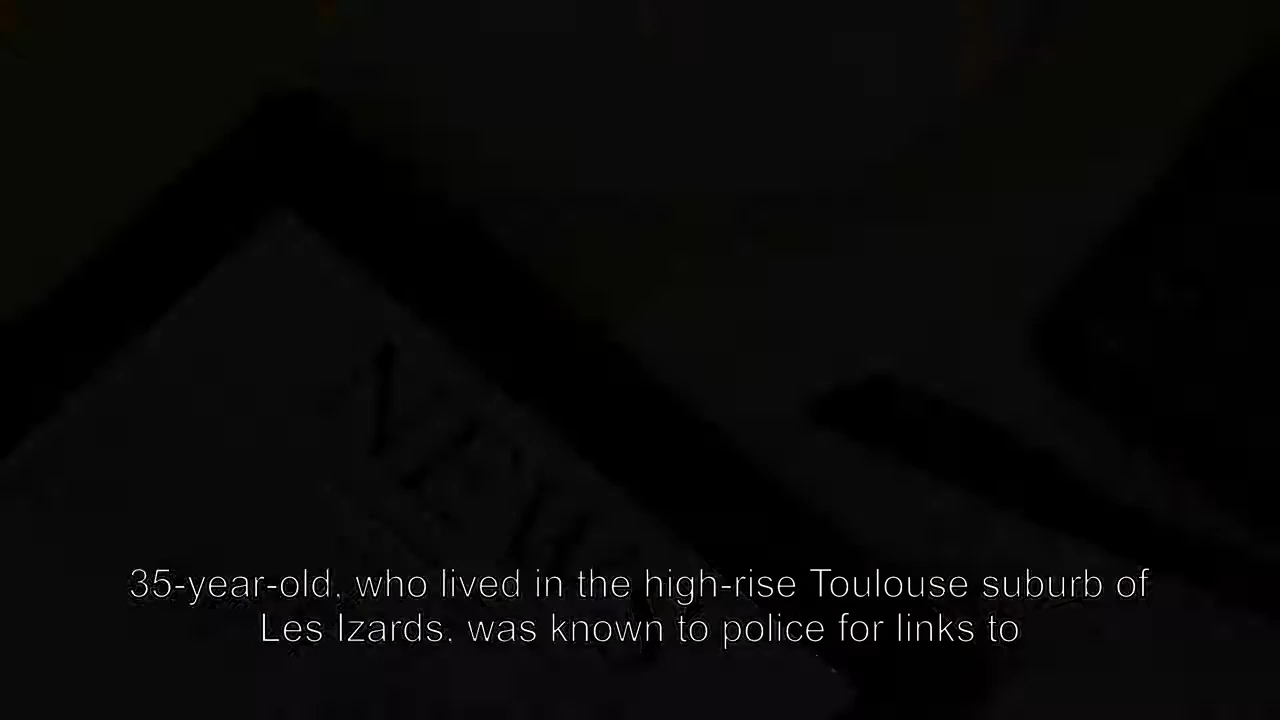 35-year-old, who lived in the high-rise Toulouse suburb of
Les Izards, was known to police for links to